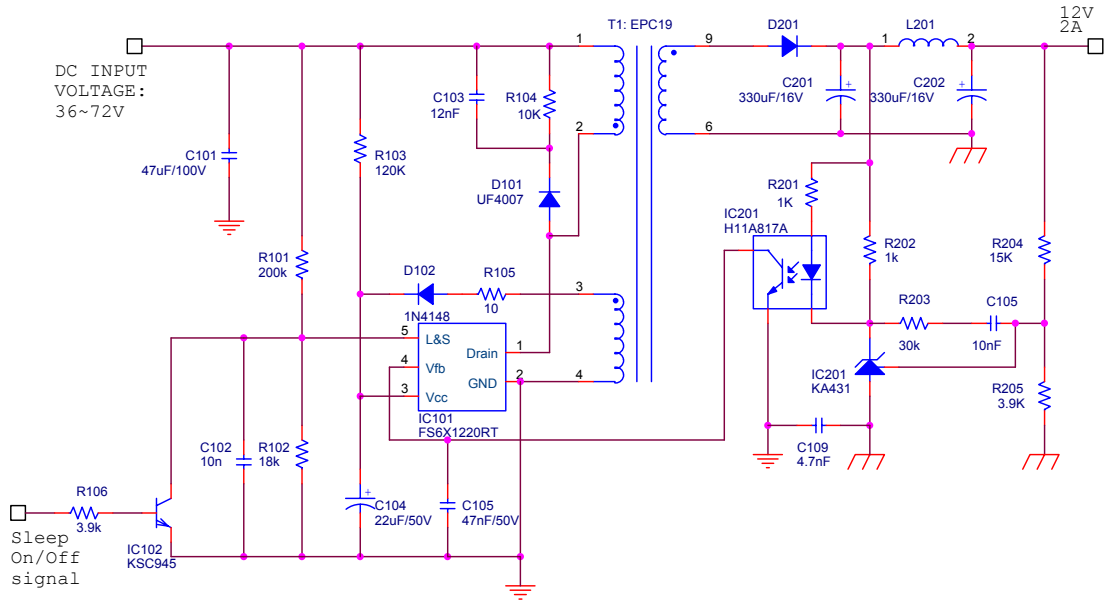 12V
2A
T1: EPC19
D201
L201
1
9
1
2
DC INPUT
VOLTAGE:
36~72V
C103
12nF
R104
10K
C201
330uF/16V
+
C202
330uF/16V
+
2
6
C101
47uF/100V
R103
120K
D101
UF4007
R201
1K
IC201
H11A817A
R101
200k
R202
1k
R204
15K
D102
1N4148
R105
10
3
R203
30k
C105
10nF
5
L&S
4
Vfb
3
Vcc
Drain
1
GND
2
4
IC101
FS6X1220RT
IC201
KA431
R205
3.9K
C102
10n
R102
18k
C109
4.7nF
C104
22uF/50V
+
C105
47nF/50V
R106
3.9k
IC102
KSC945
Sleep
On/Off
signal